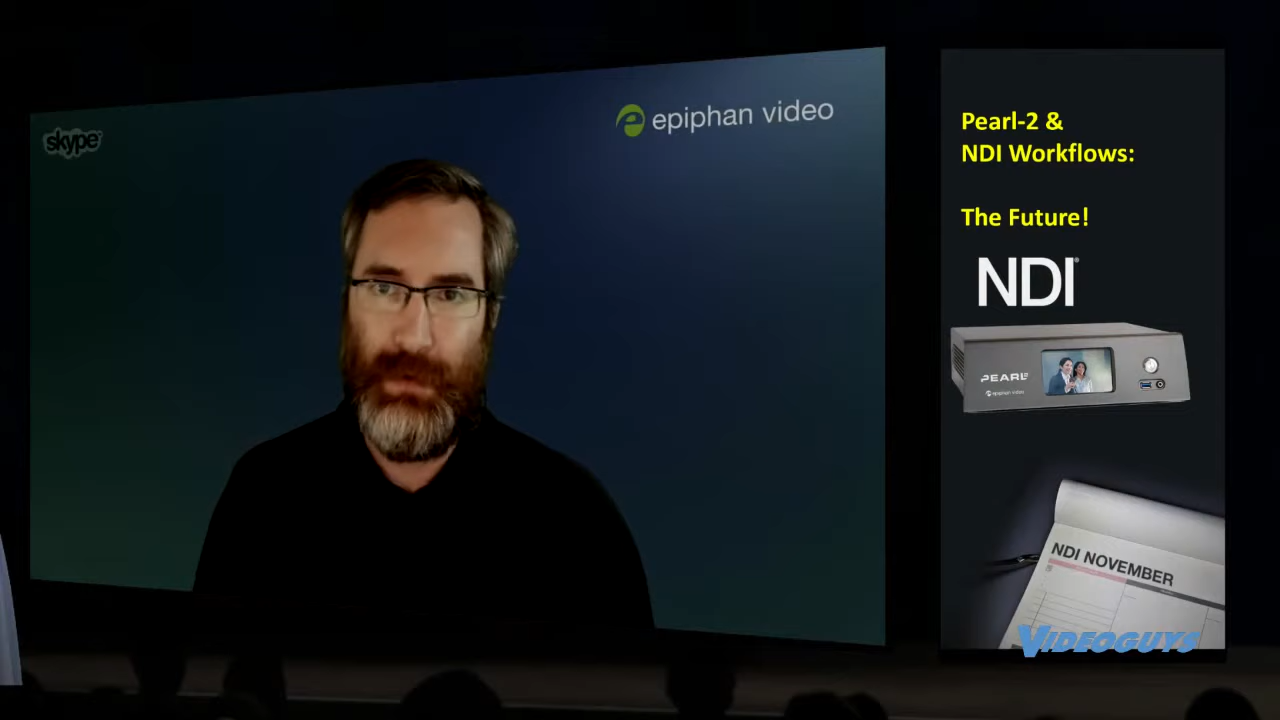 skype
epiphan video
Pearl-2 &
NDI Workflows:
The Future!
NDI
PEARL
epiphan video
NDI NOVEMBER
VIDEOGUYS